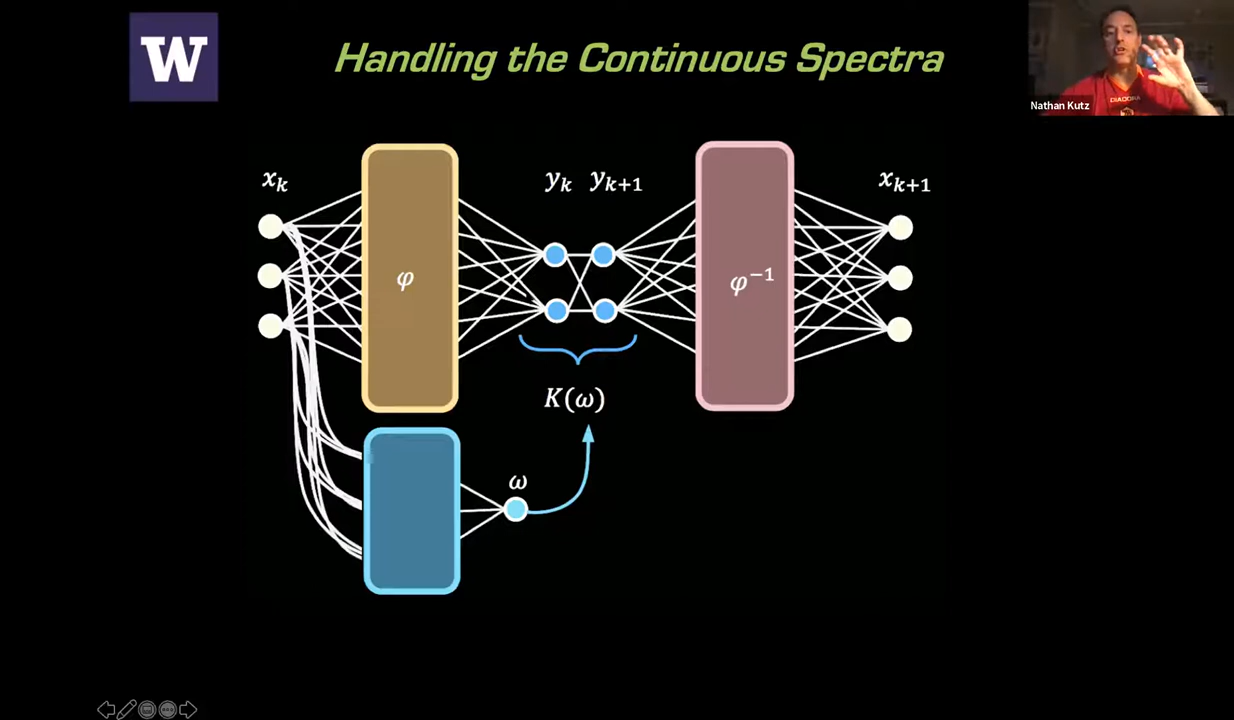 W
Handling the Continuous Spectra
DIADORA
Nathan Kutz
x_k
y_k y_{k+1}
x_{k+1}
φ
φ^{-1}
K(ω)
ω